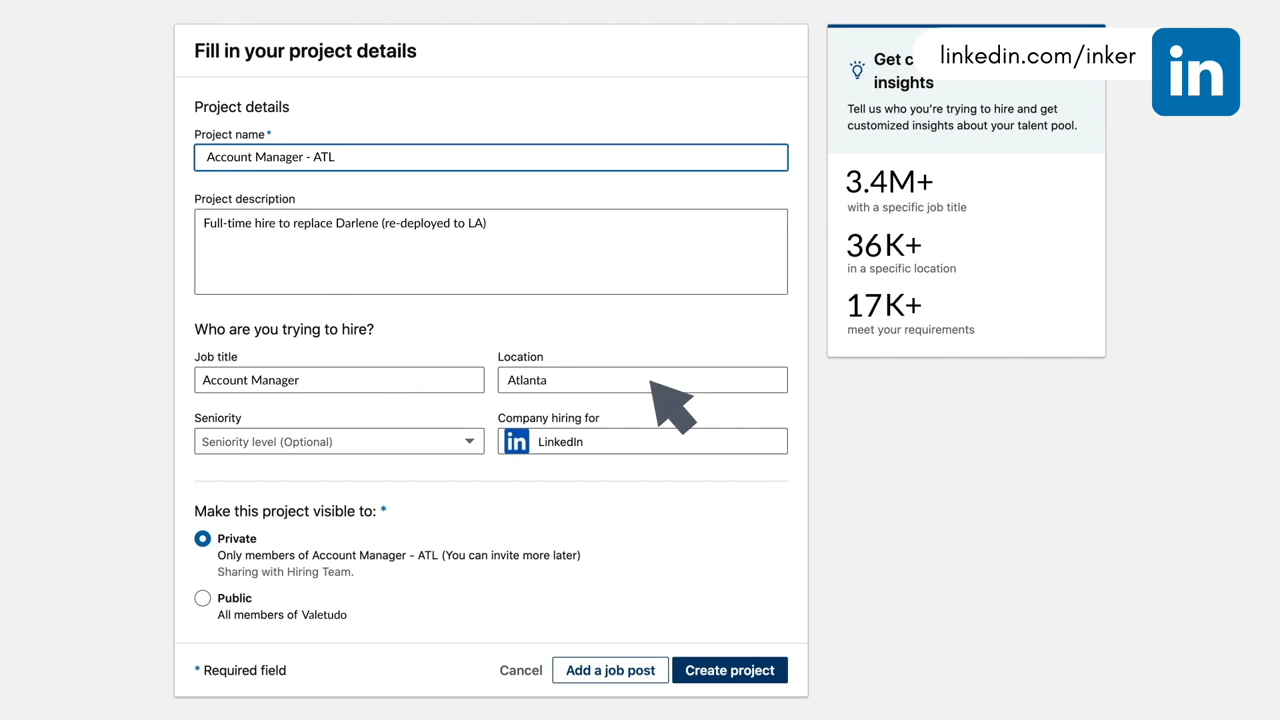 Fill in your project details
Project details
Project name*
Account Manager - ATL
Project description
Full-time hire to replace Darlene (re-deployed to LA)
Who are you trying to hire?
Job title
Location
Account Manager
Atlanta
Seniority
Company hiring for
Seniority level (Optional)
in LinkedIn
Make this project visible to: *
Private
Only members of Account Manager - ATL (You can invite more later)
Sharing with Hiring Team.
Public
All members of Valetudo
* Required field
Cancel
Add a job post
Create project
Get
insights
Tell us who you're trying to hire and get
customized insights about your talent pool.
3.4M+
with a specific job title
36K+
in a specific location
17K+
meet your requirements
linkedin.com/inker
in